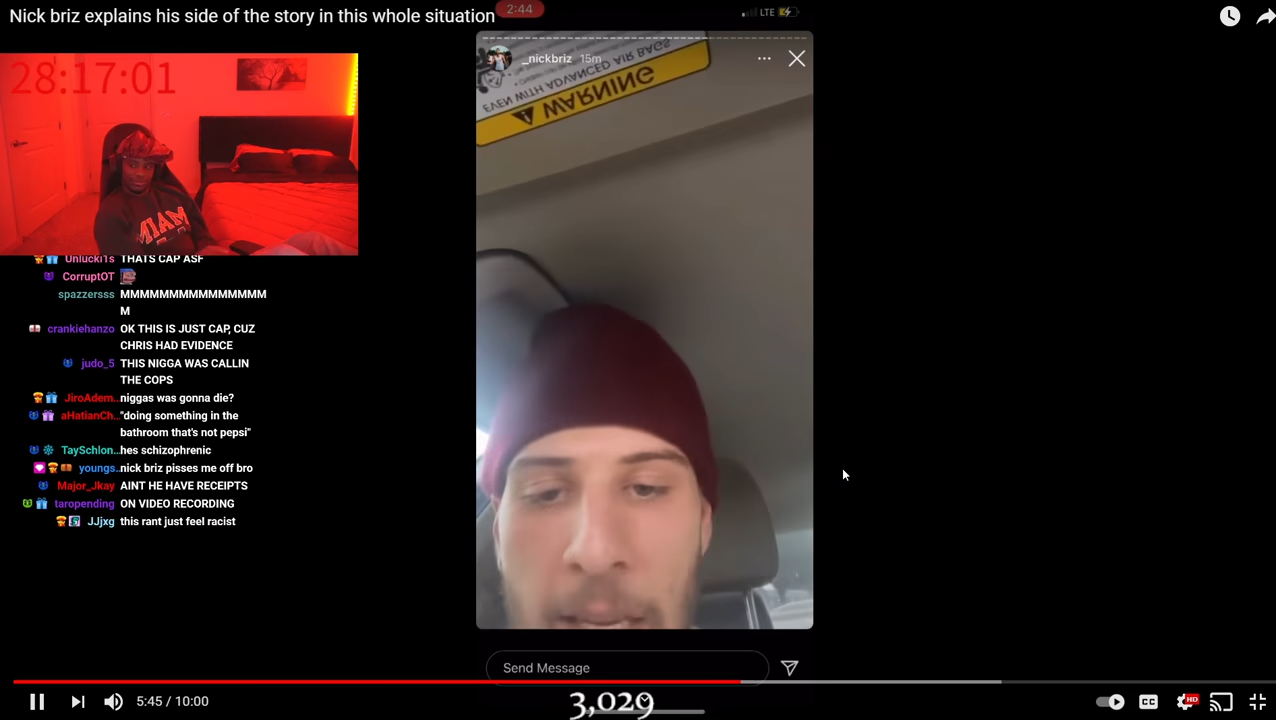 Nick briz explains his side of the story in this whole situation
2:44
LTE
28:17:01
_nickbriz 15m
EVEN WITH ADVANCED AIR BAGS
WARNING
MIAM
Unlucki1s THATS CAP ASF
CorruptOT
spazzersss MMMMMMMMMMMMMMM
M
crankiehanzo OK THIS IS JUST CAP, CUZ
CHRIS HAD EVIDENCE
judo_5 THIS NIGGA WAS CALLIN
THE COPS
JiroAdem.. niggas was gonna die?
aHatianCh.. "doing something in the
bathroom that's not pepsi"
TaySchlon.. hes schizophrenic
youngs.. nick briz pisses me off bro
Major_Jkay AINT HE HAVE RECEIPTS
taropending ON VIDEO RECORDING
JJjxg this rant just feel racist
Send Message
5:45 / 10:00
3,029
CC
HD